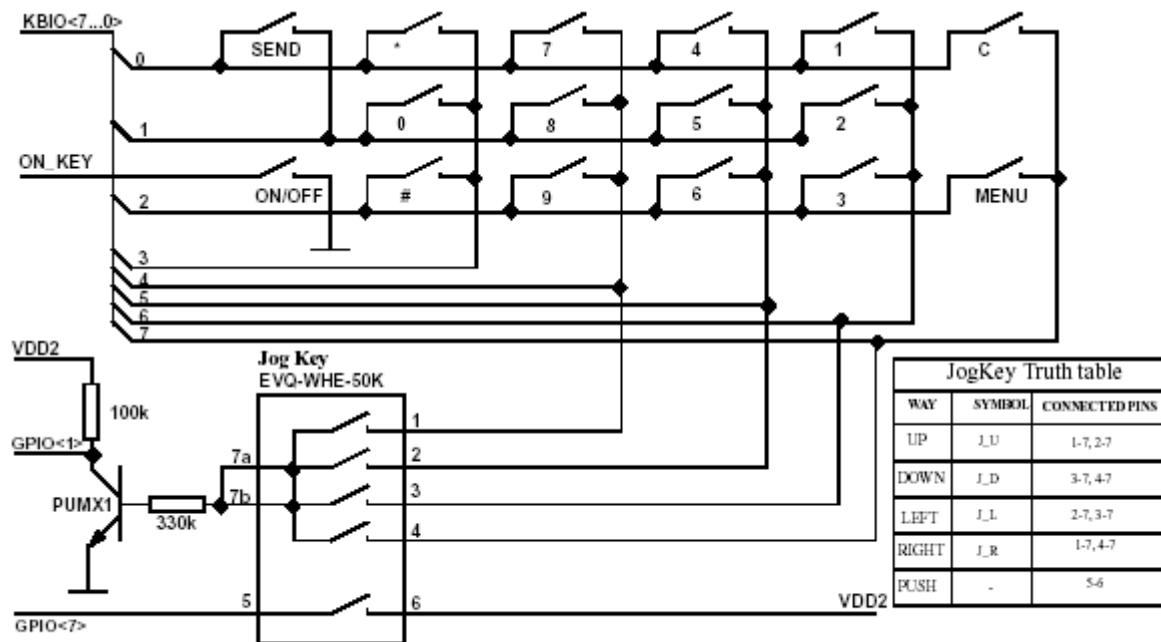 KBIO<7...0>
SEND
*
7
4
1
C
0
0
8
5
2
1
ON_KEY
ON/OFF
#
9
6
3
MENU
2
3
4
5
6
7
VDD2
Jog Key
EVQ-WHE-50K
100k
GPIO<1>
7a
7b
PUMX1
330k
1
2
3
4
5
6
VDD2
GPIO<7>
JogKey Truth table
WAY SYMBOL CONNECTED PINS
UP J_U 1-7, 2-7
DOWN J_D 3-7, 4-7
LEFT J_L 2-7, 3-7
RIGHT J_R 1-7, 4-7
PUSH - 5-6